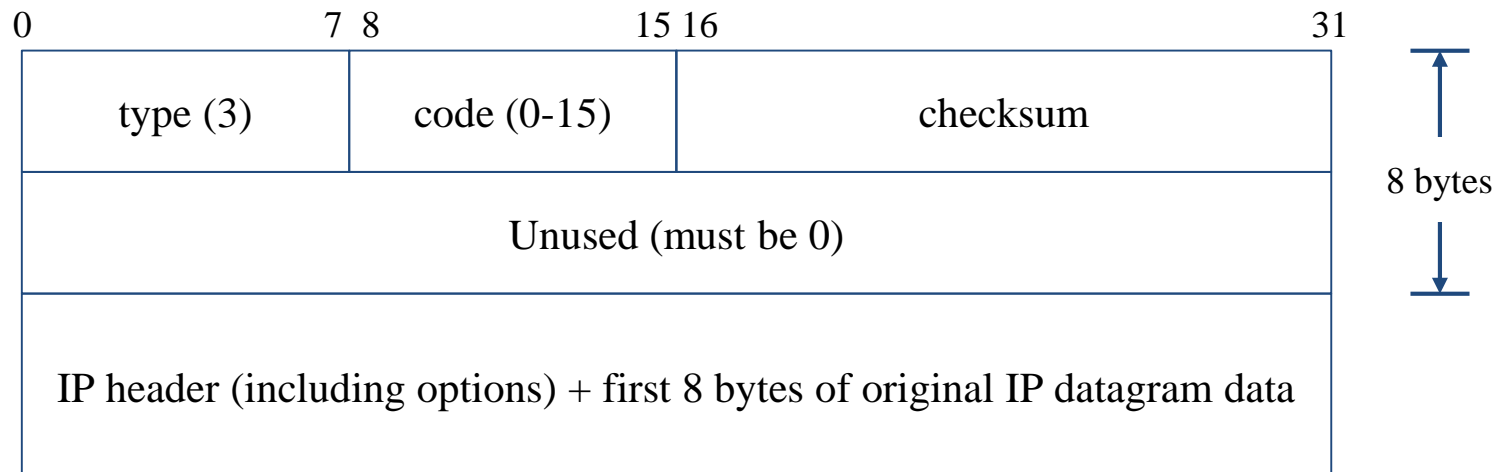 0 7 8 15 16 31
type (3) code (0-15) checksum
8 bytes
Unused (must be 0)
IP header (including options) + first 8 bytes of original IP datagram data